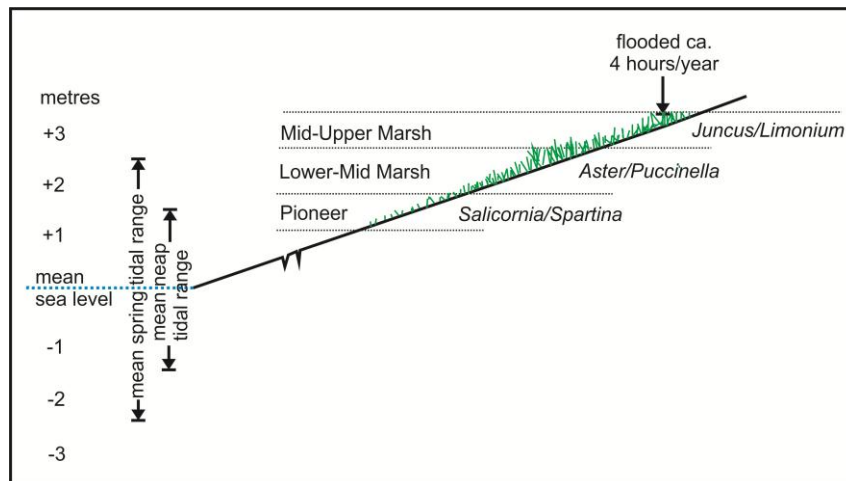 flooded ca.
4 hours/year
metres
+3
Mid-Upper Marsh
Juncus/Limonium
Lower-Mid Marsh
Aster/Puccinella
+2
Pioneer
Salicornia/Spartina
+1
mean
sea level
mean spring tidal range
mean neap
tidal range
-1
-2
-3